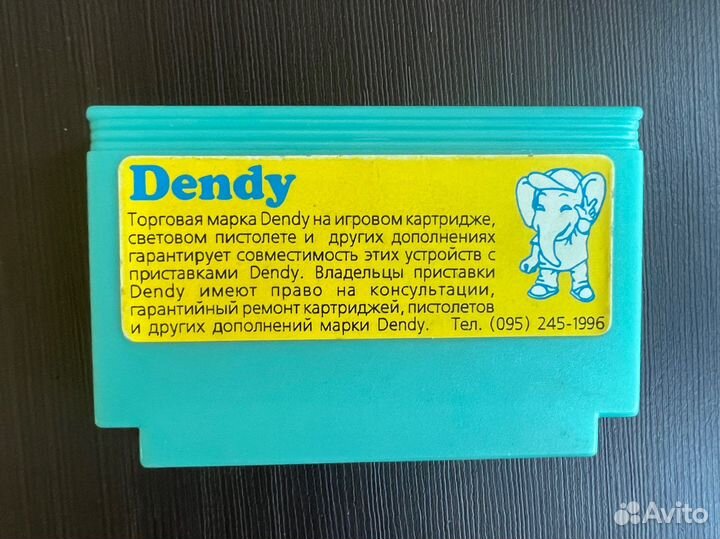 Dendy
Торговая марка Dendy на игровом картридже,
световом пистолете и других дополнениях
гарантирует совместимость этих устройств с
приставками Dendy. Владельцы приставки
Dendy имеют право на консультации,
гарантийный ремонт картриджей, пистолетов
и других дополнений марки Dendy. Тел. (095) 245-1996
Avito